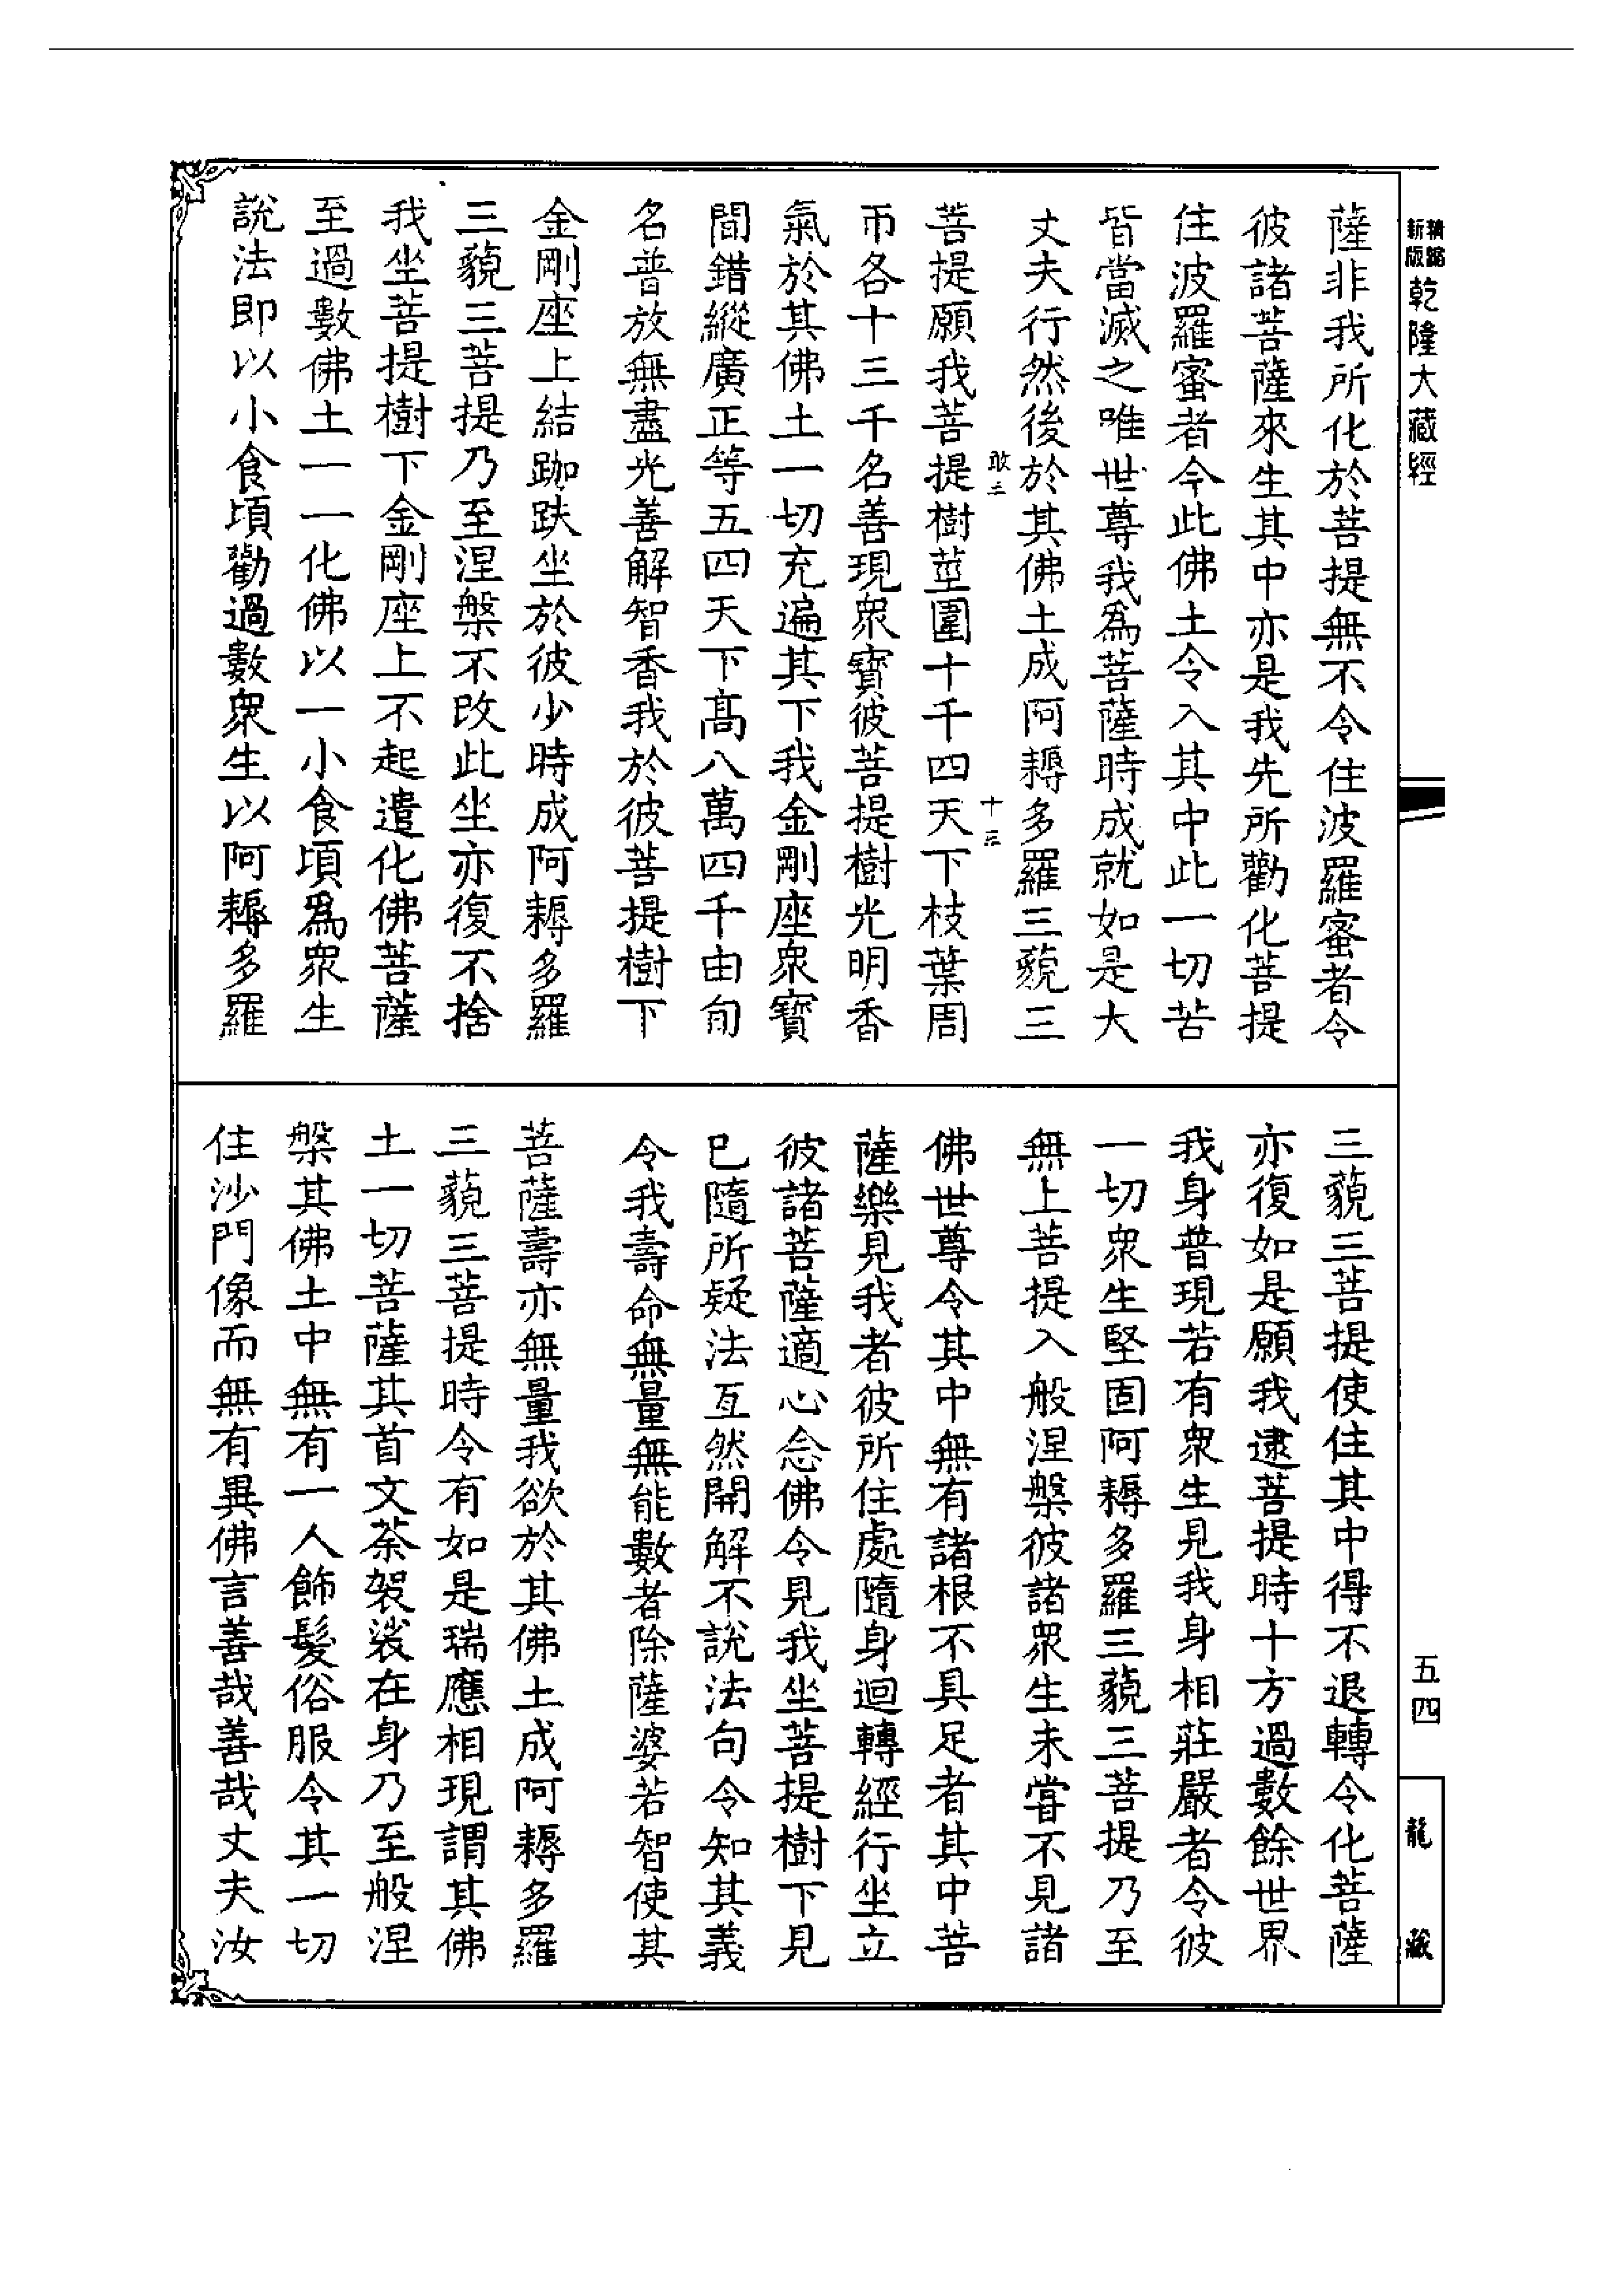 新版 精縮 乾隆大藏經
薩非我所化於菩提無不令住波羅蜜者令
彼諸菩薩來生其中亦是我先所勸化菩提
住波羅蜜者令此佛土令入其中此一切苦
皆當滅之唯世尊我爲菩薩時成就如是大
丈夫行然後於其佛土成阿耨多羅三藐三
敢三 十三
菩提願我菩提樹莖圍十千四天下枝葉周
帀各十三千名善現眾寶彼菩提樹光明香
氣於其佛土一切充遍其下我金剛座眾寶
間錯縱廣正等五四天下高八萬四千由旬
名普放無盡光善解智香我於彼菩提樹下
金剛座上結跏趺坐於彼少時成阿耨多羅
三藐三菩提乃至涅槃不改此坐亦復不捨
我坐菩提樹下金剛座上不起遣化佛菩薩
至過數佛土一一化佛以一小食頃爲眾生
說法即以小食頃勸過數眾生以阿耨多羅
三藐三菩提使住其中得不退轉令化菩薩
亦復如是願我逮菩提時十方過數餘世界
我身普現若有眾生見我身相莊嚴者令彼
一切眾生堅固阿耨多羅三藐三菩提乃至
無上菩提入般涅槃彼諸眾生未甞不見諸
佛世尊令其中無有諸根不具足者其中菩
薩樂見我者彼所住處隨身迴轉經行坐立
彼諸菩薩適心念佛令見我坐菩提樹下見
已隨所疑法亙然開解不說法句令知其義
令我壽命無量無能數者除薩婆若智使其
菩薩壽亦無量我欲於其佛土成阿耨多羅
三藐三菩提時令有如是瑞應相現謂其佛
土一切菩薩其首文荼袈裟在身乃至般涅
槃其佛土中無有一人飾髮俗服令其一切
住沙門像而無有異佛言善哉善哉丈夫汝
五四
龍藏